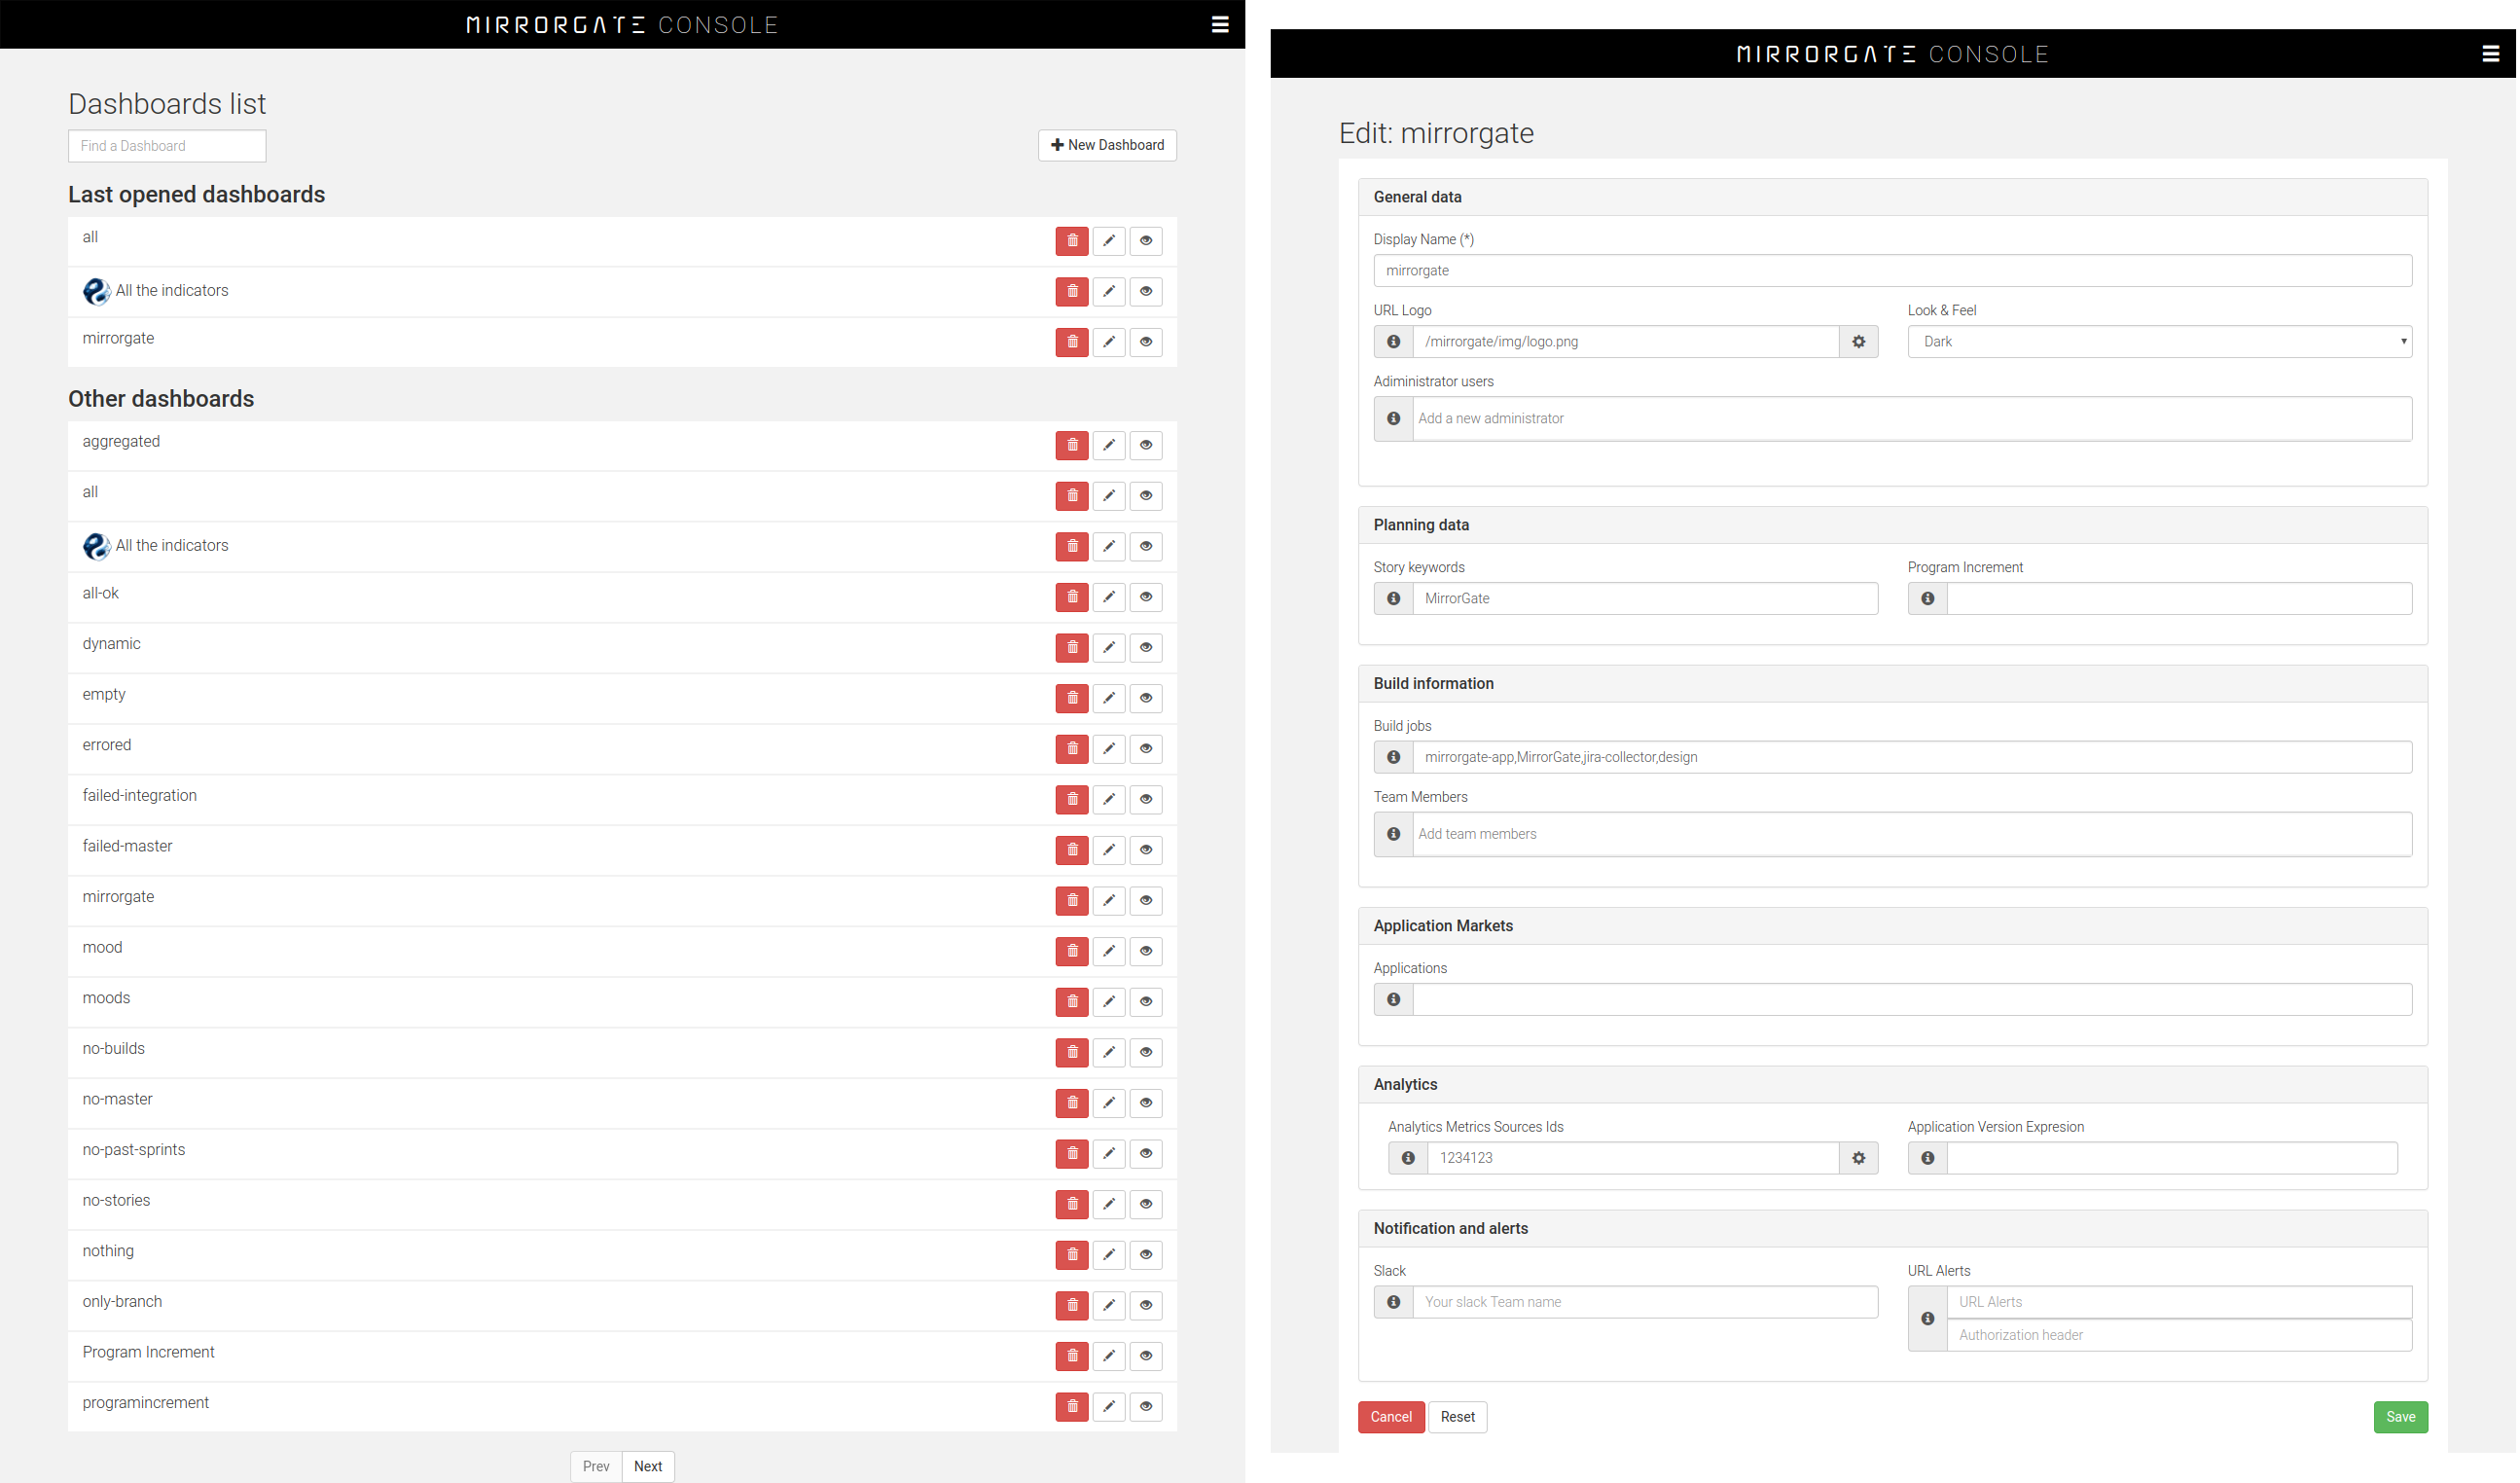 MIRRORGATE CONSOLE
Dashboards list
Find a Dashboard
New Dashboard
Last opened dashboards
all
All the indicators
mirrorgate
Other dashboards
aggregated
all
All the indicators
all-ok
dynamic
empty
errored
failed-integration
failed-master
mirrorgate
mood
moods
no-builds
no-master
no-past-sprints
no-stories
nothing
only-branch
Program Increment
programincrement
Prev Next
MIRRORGATE CONSOLE
Edit: mirrorgate
General data
Display Name (*)
mirrorgate
URL Logo Look & Feel
/mirrorgate/img/logo.png Dark
Adiministrator users
Add a new administrator
Planning data
Story keywords Program Increment
MirrorGate
Build information
Build jobs
mirrorgate-app,MirrorGate,jira-collector,design
Team Members
Add team members
Application Markets
Applications
Analytics
Analytics Metrics Sources Ids Application Version Expresion
1234123
Notification and alerts
Slack URL Alerts
Your slack Team name URL Alerts
Authorization header
Cancel Reset Save